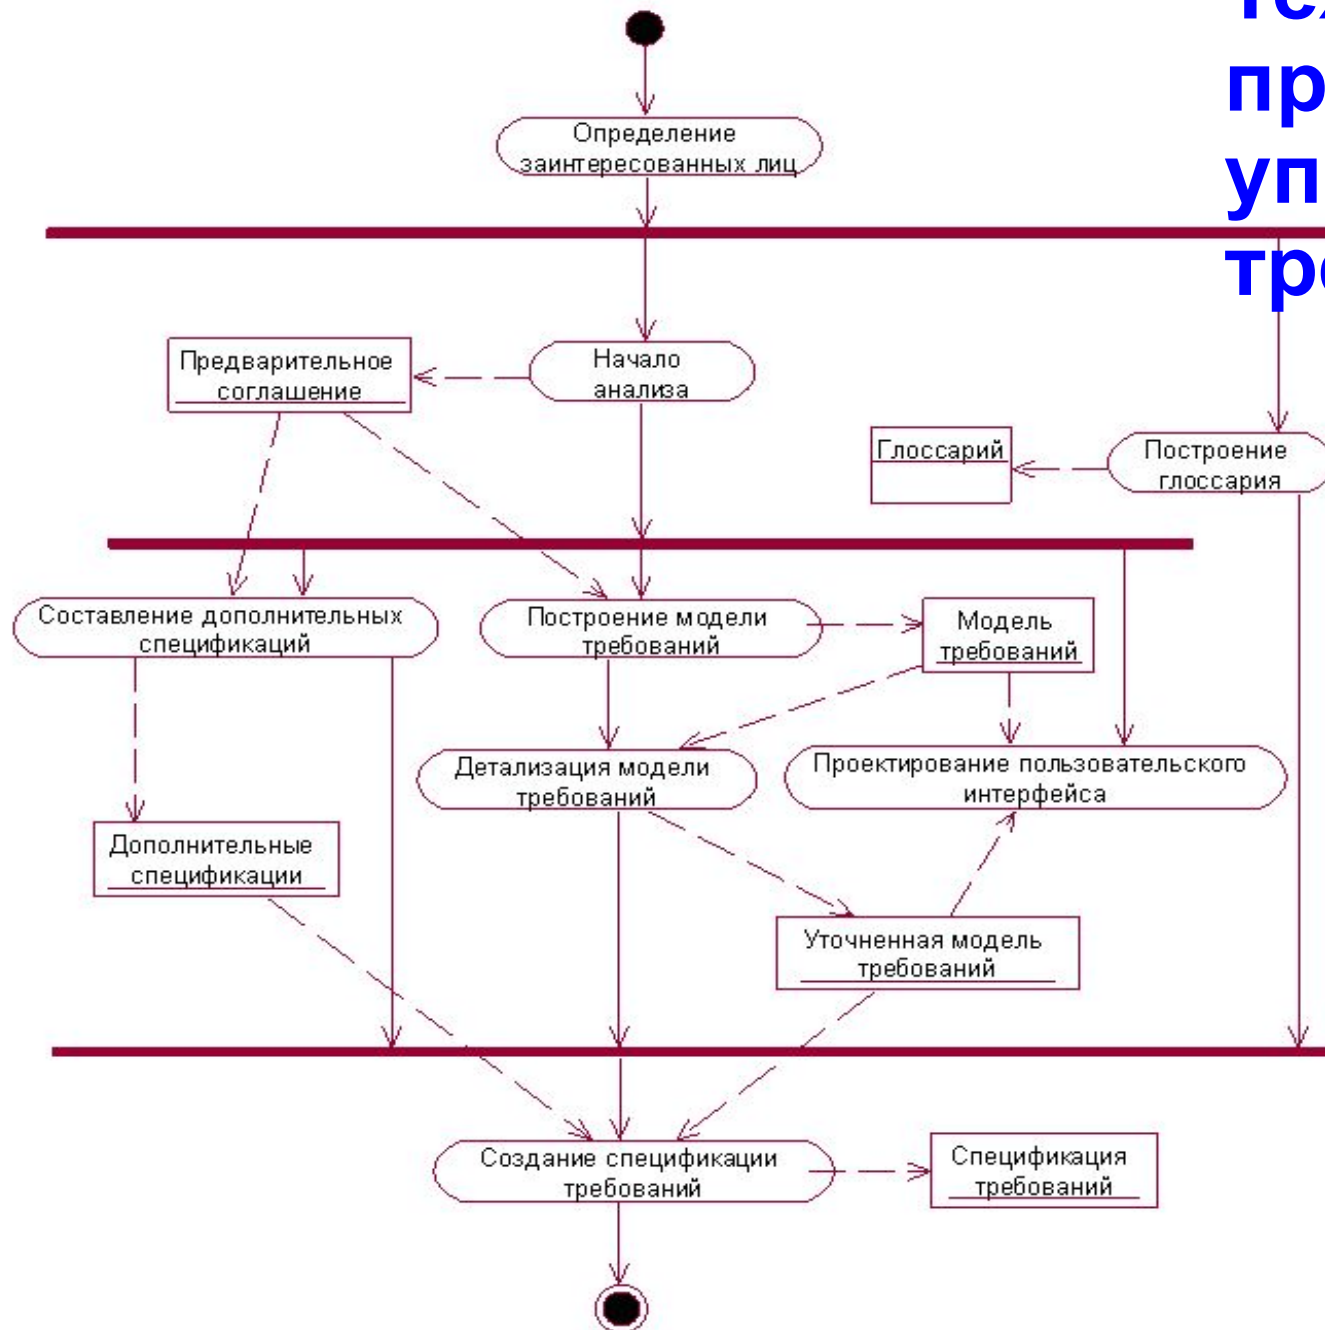 Определение
заинтересованных лиц
Предварительное
соглашение
Начало
анализа
Глоссарий
Построение
глоссария
Составление дополнительных
спецификаций
Построение модели
требований
Модель
требований
Детализация модели
требований
Проектирование пользовательского
интерфейса
Дополнительные
спецификации
Уточненная модель
требований
Создание спецификации
требований
Спецификация
требований